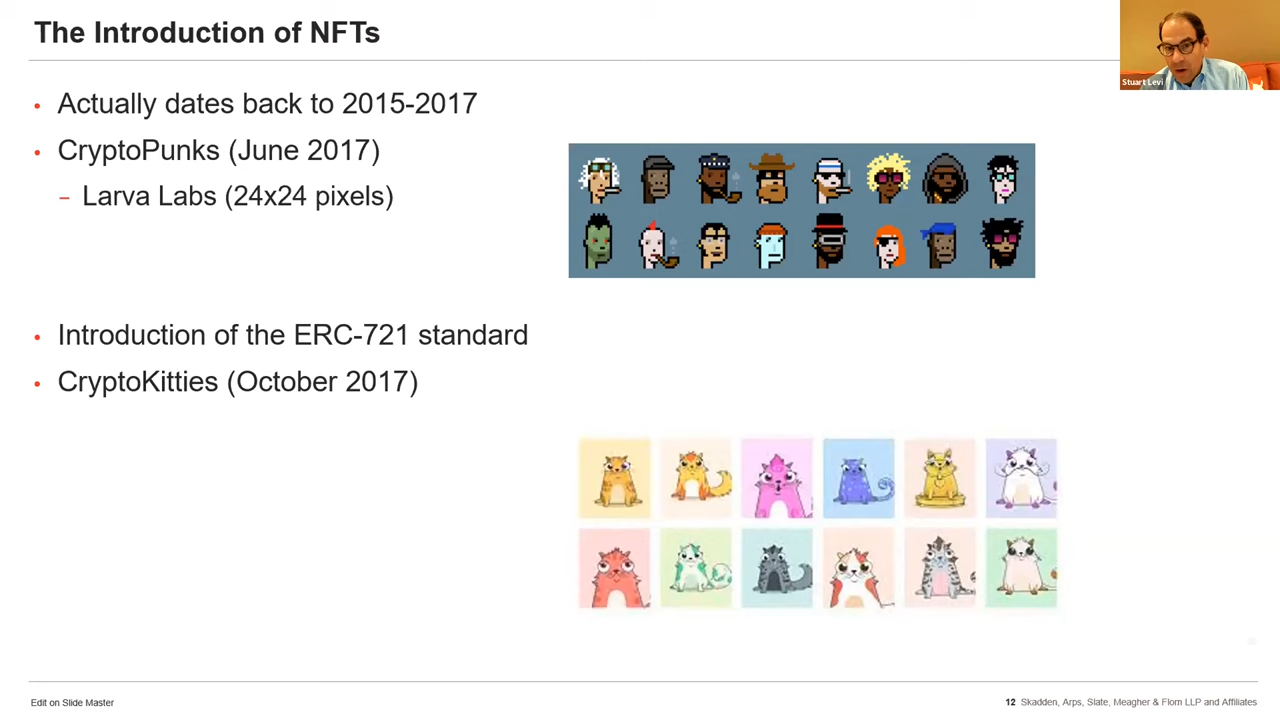 The Introduction of NFTs
Stuart Levi
• Actually dates back to 2015-2017
• CryptoPunks (June 2017)
– Larva Labs (24x24 pixels)
• Introduction of the ERC-721 standard
• CryptoKitties (October 2017)
Edit on Slide Master
12 Skadden, Arps, Slate, Meagher & Flom LLP and Affiliates